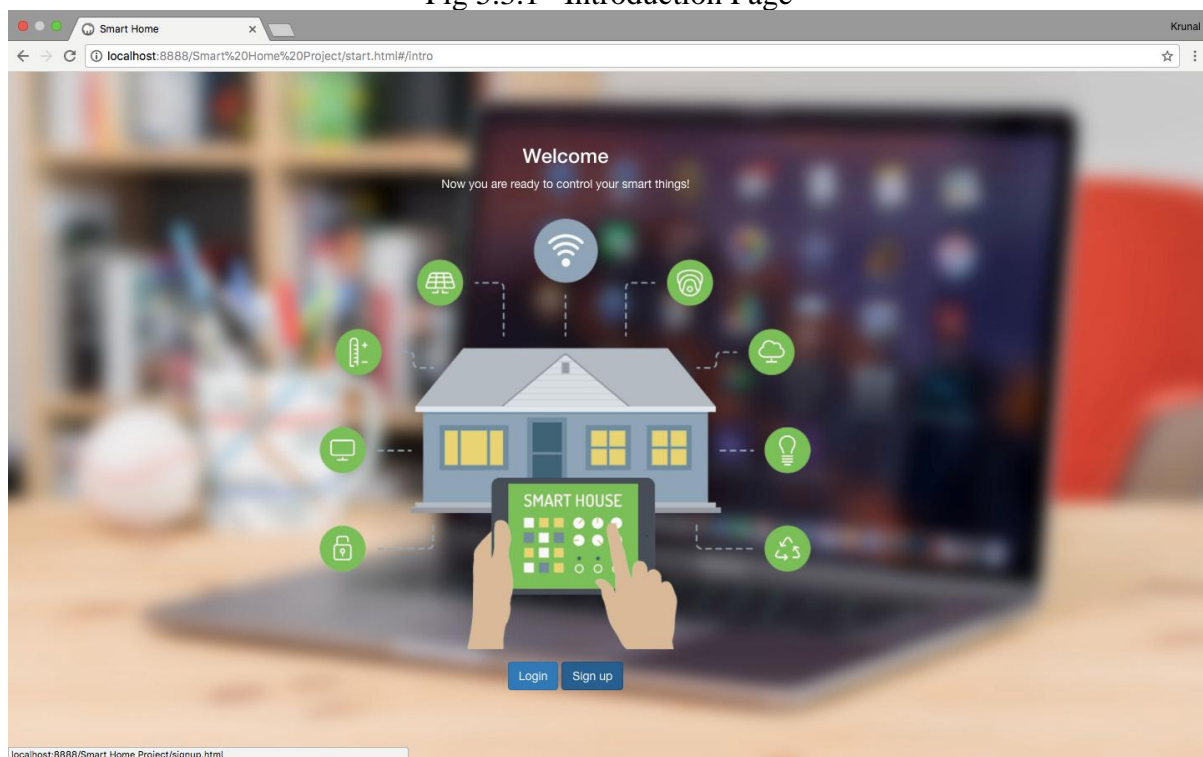 Fig 5.5.1 Introduction Page
Smart Home
Krunal
localhost:8888/Smart%20Home%20Project/start.html#/intro
Welcome
Now you are ready to control your smart things!
SMART HOUSE
Login
Sign up
localhost:8888/Smart Home Project/signup.html